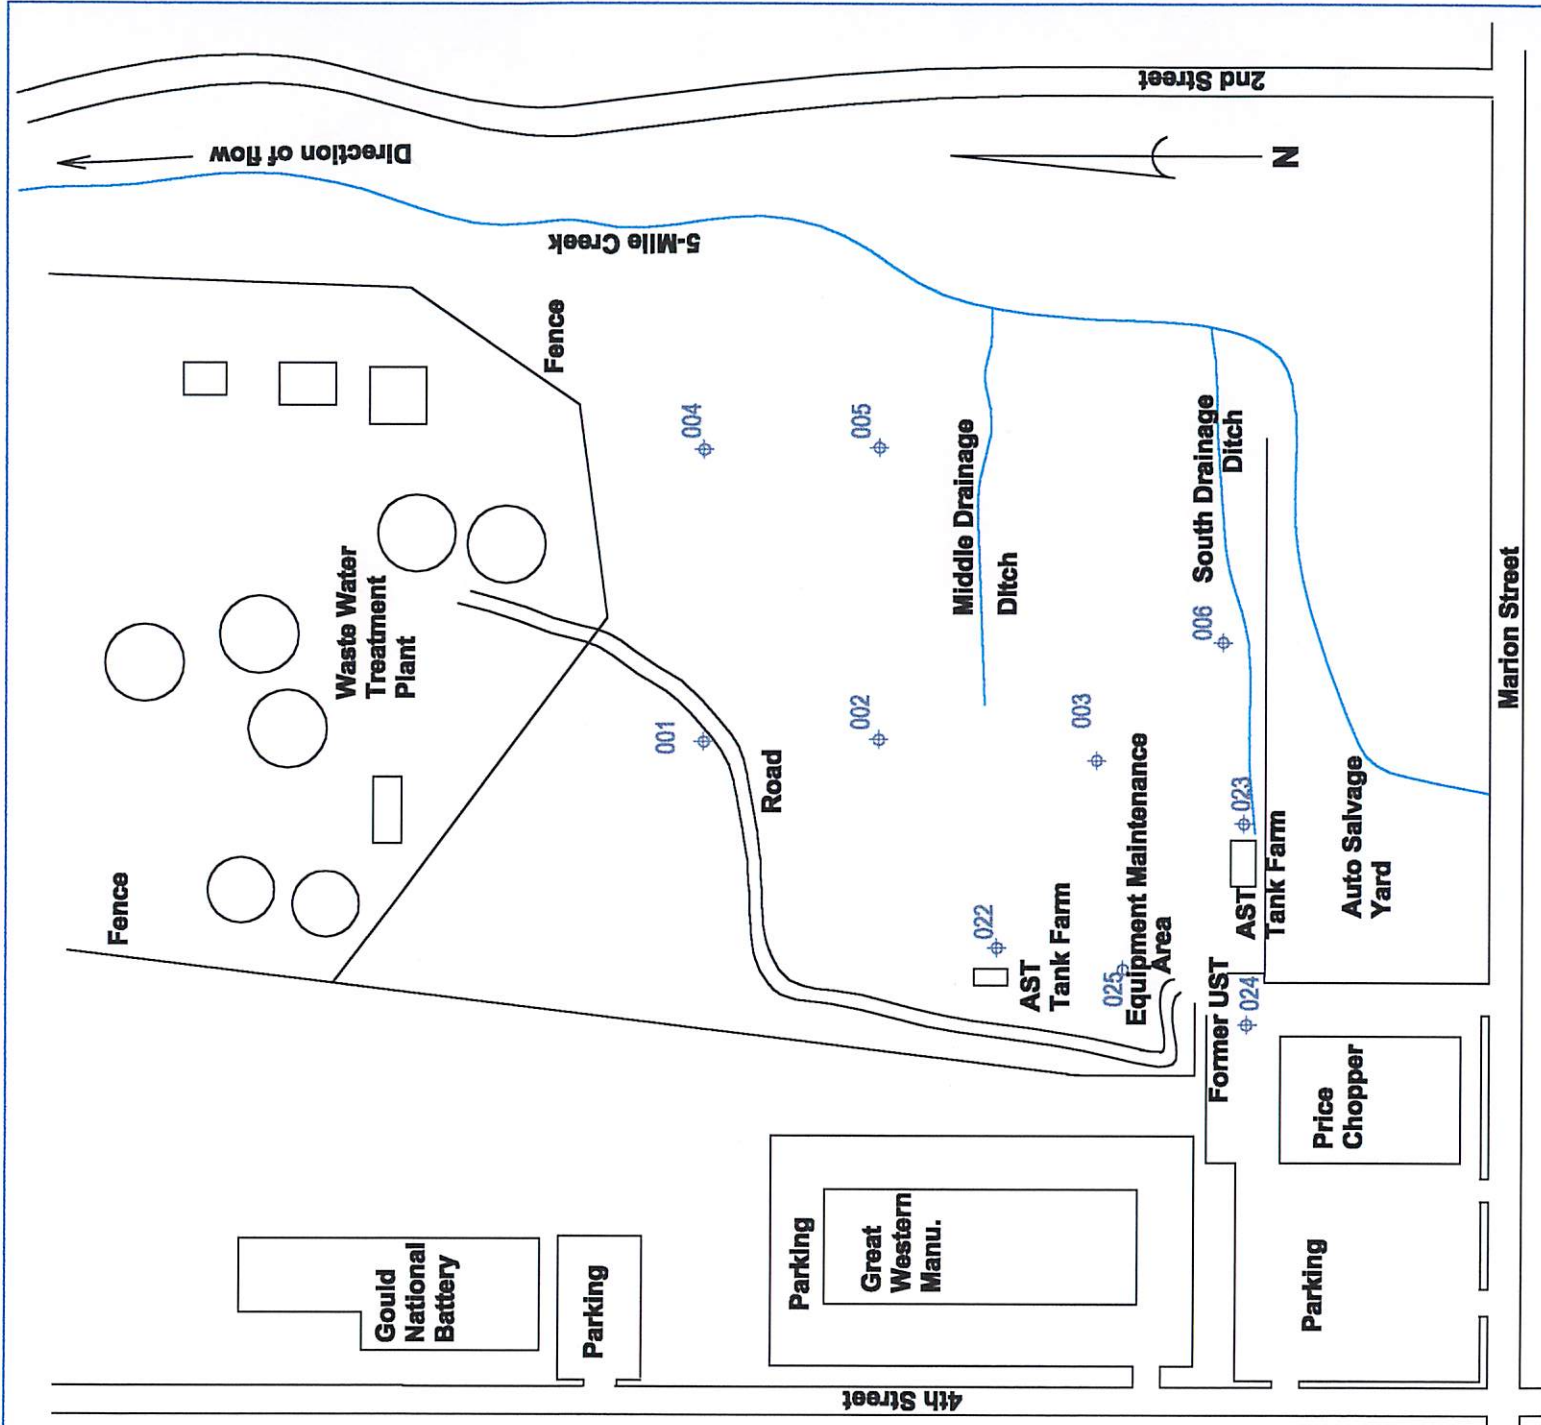 2nd Street
Direction of flow
N
5-Mile Creek
Fence
Waste Water
Treatment
Plant
Fence
004
005
001
002
003
006
Middle Drainage
Ditch
South Drainage
Ditch
Road
022
AST
Tank Farm
025
Equipment Maintenance
Area
023
AST
Tank Farm
Former UST
024
Auto Salvage
Yard
Marion Street
Price
Chopper
Parking
Great
Western
Manu.
Parking
Gould
National
Battery
Parking
4th Street